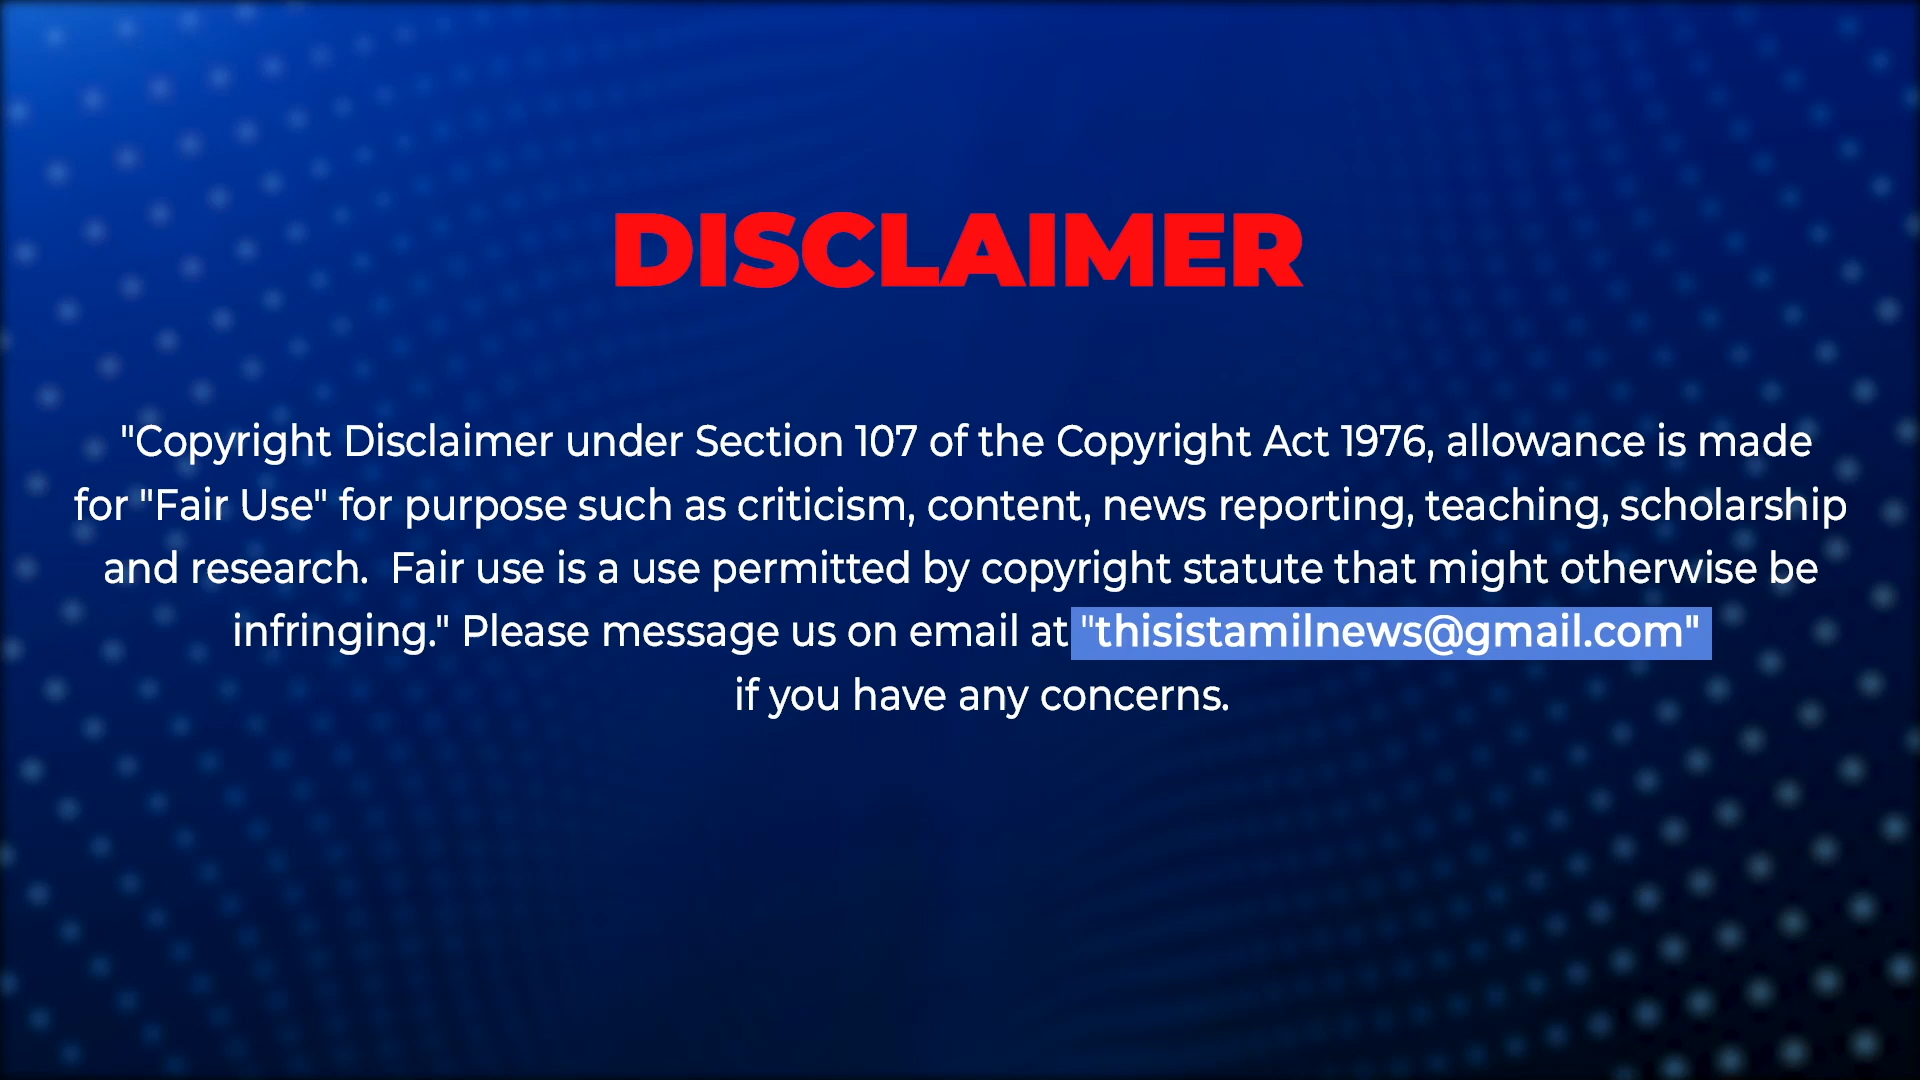 DISCLAIMER
"Copyright Disclaimer under Section 107 of the Copyright Act 1976, allowance is made
for "Fair Use" for purpose such as criticism, content, news reporting, teaching, scholarship
and research.  Fair use is a use permitted by copyright statute that might otherwise be
infringing." Please message us on email at "thisistamilnews@gmail.com"
if you have any concerns.